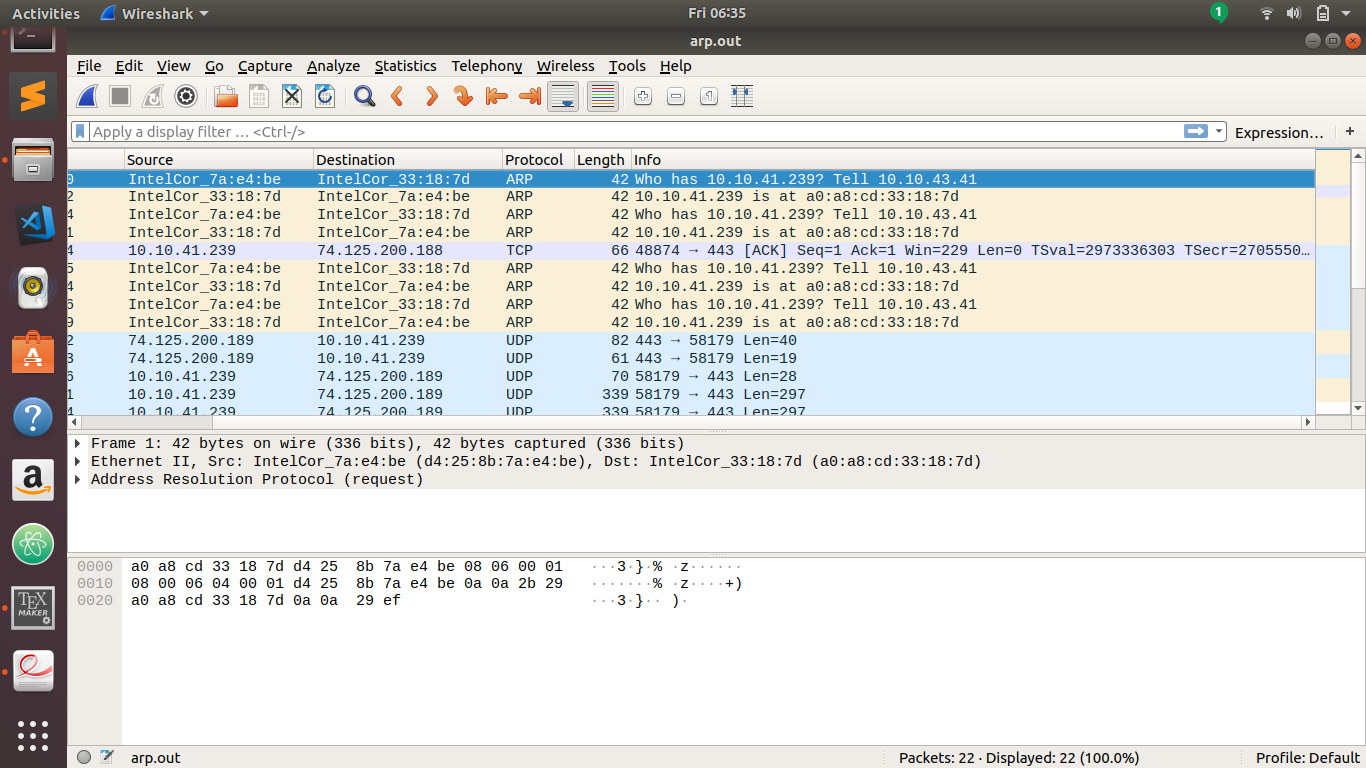 Activities Wireshark Fri 06:35 1
arp.out
File Edit View Go Capture Analyze Statistics Telephony Wireless Tools Help
Apply a display filter … <Ctrl-/> Expression… +
Source Destination Protocol Length Info
0 IntelCor_7a:e4:be IntelCor_33:18:7d ARP 42 Who has 10.10.41.239? Tell 10.10.43.41
2 IntelCor_33:18:7d IntelCor_7a:e4:be ARP 42 10.10.41.239 is at a0:a8:cd:33:18:7d
4 IntelCor_7a:e4:be IntelCor_33:18:7d ARP 42 Who has 10.10.41.239? Tell 10.10.43.41
1 IntelCor_33:18:7d IntelCor_7a:e4:be ARP 42 10.10.41.239 is at a0:a8:cd:33:18:7d
4 10.10.41.239 74.125.200.188 TCP 66 48874 → 443 [ACK] Seq=1 Ack=1 Win=229 Len=0 TSval=2973336303 TSecr=2705550…
5 IntelCor_7a:e4:be IntelCor_33:18:7d ARP 42 Who has 10.10.41.239? Tell 10.10.43.41
4 IntelCor_33:18:7d IntelCor_7a:e4:be ARP 42 10.10.41.239 is at a0:a8:cd:33:18:7d
6 IntelCor_7a:e4:be IntelCor_33:18:7d ARP 42 Who has 10.10.41.239? Tell 10.10.43.41
9 IntelCor_33:18:7d IntelCor_7a:e4:be ARP 42 10.10.41.239 is at a0:a8:cd:33:18:7d
2 74.125.200.189 10.10.41.239 UDP 82 443 → 58179 Len=40
3 74.125.200.189 10.10.41.239 UDP 61 443 → 58179 Len=19
6 10.10.41.239 74.125.200.189 UDP 70 58179 → 443 Len=28
1 10.10.41.239 74.125.200.189 UDP 339 58179 → 443 Len=297
4 10.10.41.239 74.125.200.189 UDP 339 58179 → 443 Len=297
Frame 1: 42 bytes on wire (336 bits), 42 bytes captured (336 bits)
Ethernet II, Src: IntelCor_7a:e4:be (d4:25:8b:7a:e4:be), Dst: IntelCor_33:18:7d (a0:a8:cd:33:18:7d)
Address Resolution Protocol (request)
0000 a0 a8 cd 33 18 7d d4 25 8b 7a e4 be 08 06 00 01 ···3·}·% ·z······
0010 08 00 06 04 00 01 d4 25 8b 7a e4 be 0a 0a 2b 29 ·······% ·z····+)
0020 a0 a8 cd 33 18 7d 0a 0a 29 ef ···3·}·· )·
TEX
MAKER
arp.out Packets: 22 · Displayed: 22 (100.0%) Profile: Default